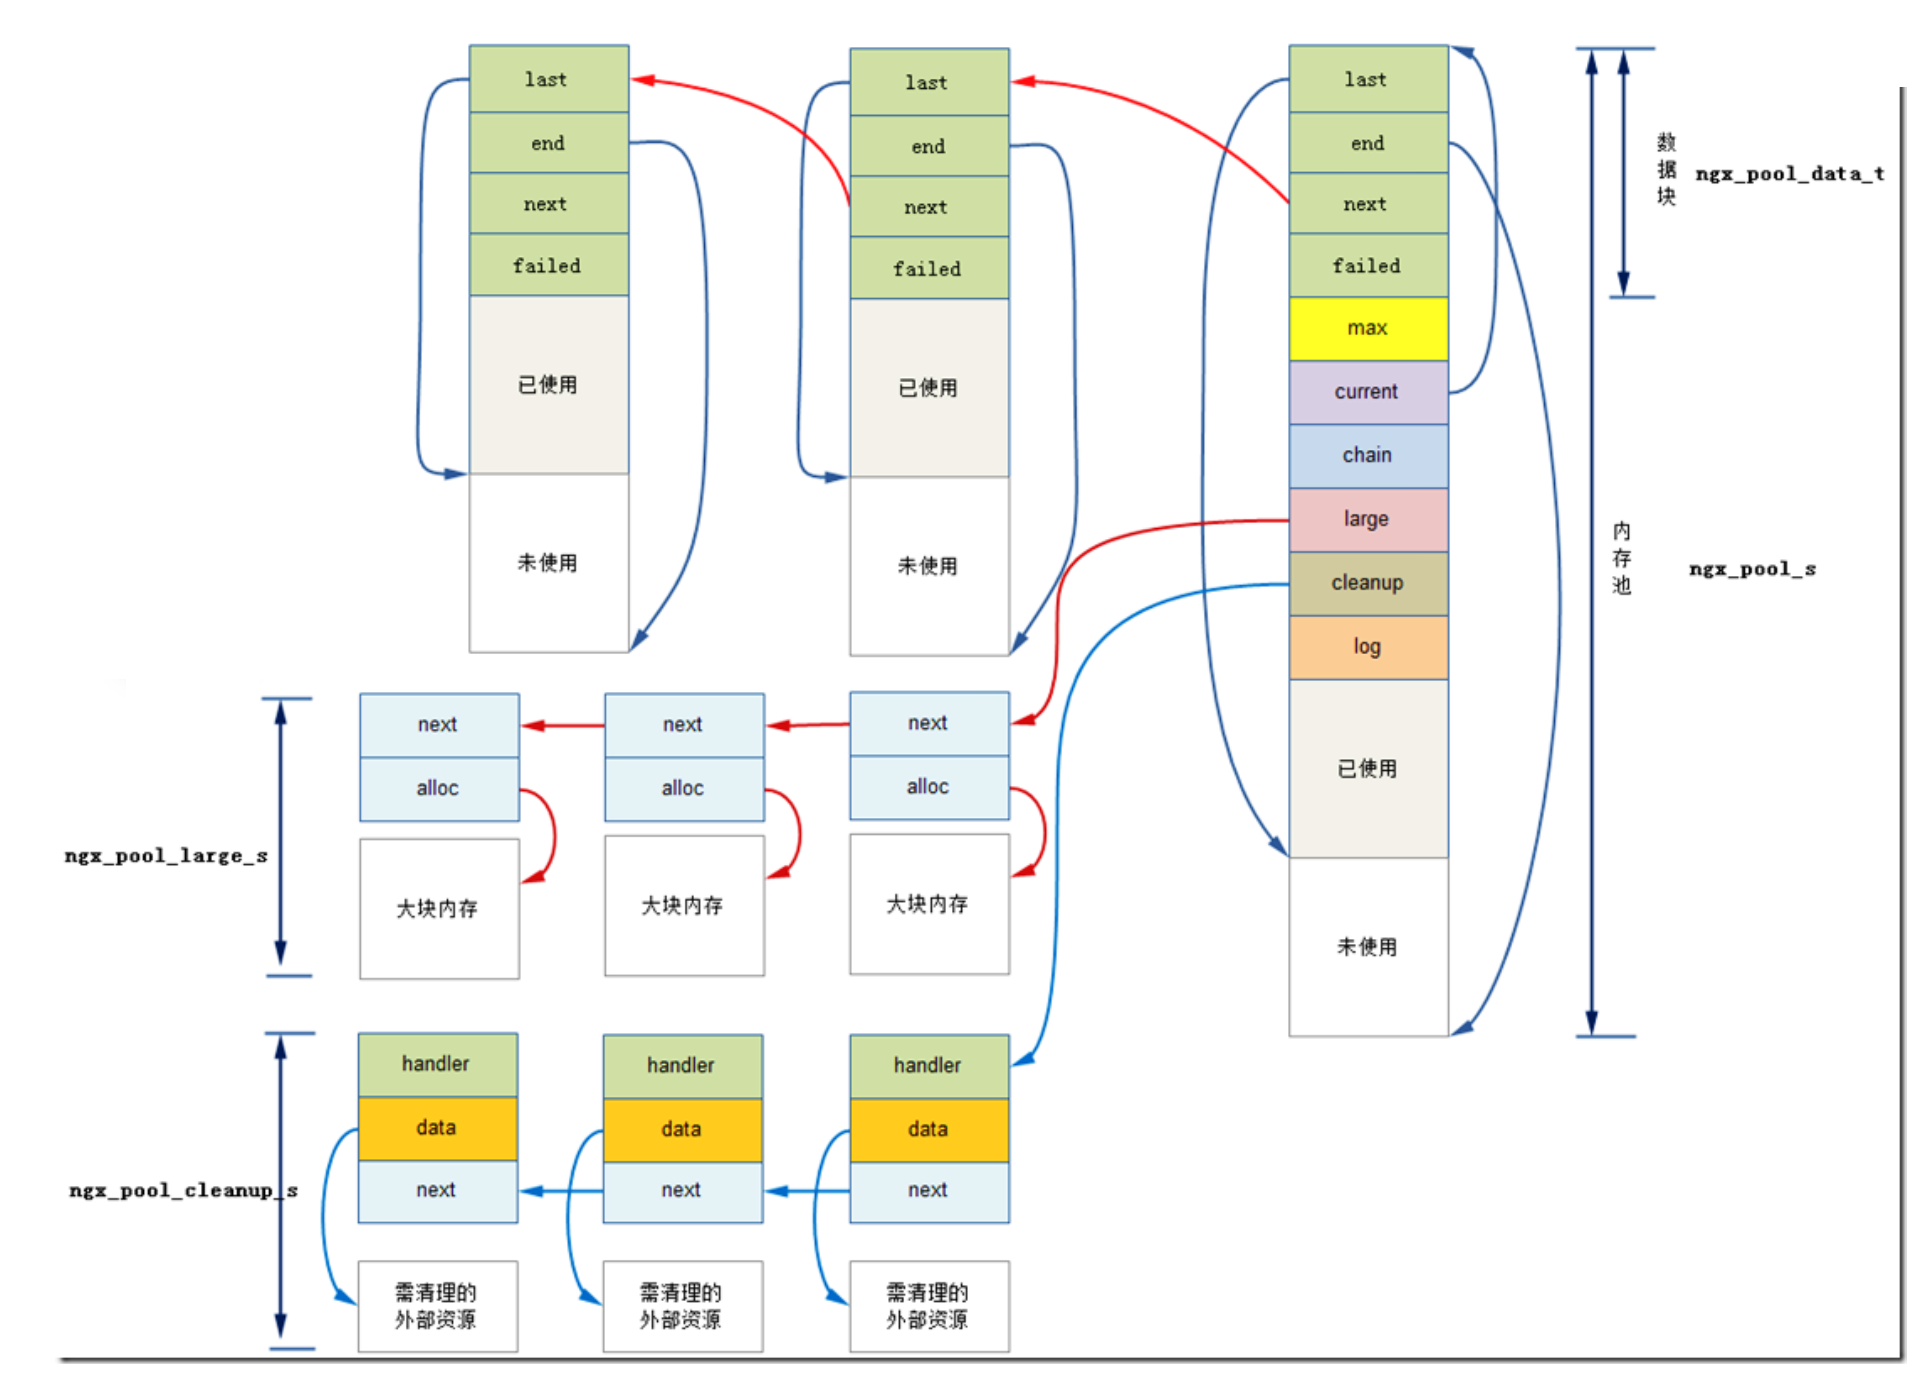 last
end
next
failed
已使用
未使用
last
end
next
failed
已使用
未使用
last
end
next
failed
max
current
chain
large
cleanup
log
已使用
未使用
数
据
块
ngx_pool_data_t
内
存
池
ngx_pool_s
ngx_pool_large_s
next
alloc
大块内存
next
alloc
大块内存
next
alloc
大块内存
ngx_pool_cleanup_s
handler
data
next
需清理的
外部资源
handler
data
next
需清理的
外部资源
handler
data
next
需清理的
外部资源